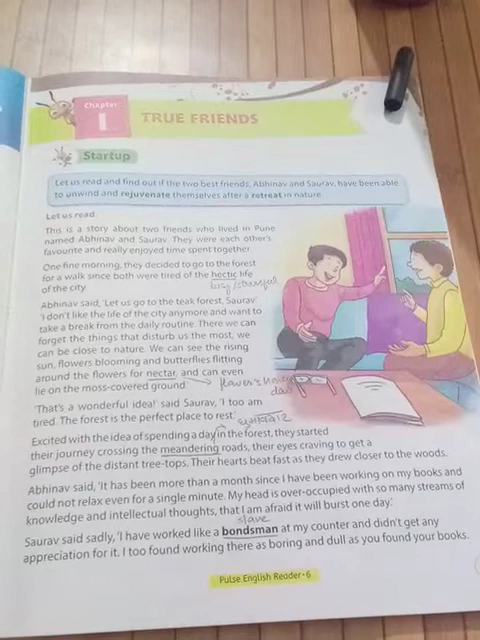 Chapter
1
TRUE FRIENDS
Startup
Let us read and find out if the two best friends, Abhinav and Saurav, have been able
to unwind and rejuvenate themselves after a retreat in nature.
Let us read.
This is a story about two friends who lived in Pune
named Abhinav and Saurav. They were each other's
favourite and really enjoyed time spent together.
One fine morning, they decided to go to the forest
for a walk since both were tired of the hectic life
busy/stressful
of the city.
Abhinav said, 'Let us go to the teak forest, Saurav'
'I don't like the life of the city anymore and want to
take a break from the daily routine. There we can
forget the things that disturb us the most, we
can be close to nature. We can see the rising
sun, flowers blooming and butterflies flitting
around the flowers for nectar, and can even
flower's
lie on the moss-covered ground.'
'That's a wonderful idea!' said Saurav, 'I too am
tired. The forest is the perfect place to rest.'
Excited with the idea of spending a day in the forest, they started
their journey crossing the meandering roads, their eyes craving to get a
glimpse of the distant tree-tops. Their hearts beat fast as they drew closer to the woods.
Abhinav said, 'It has been more than a month since I have been working on my books and
could not relax even for a single minute. My head is over-occupied with so many streams of
knowledge and intellectual thoughts, that I am afraid it will burst one day.'
slave
Saurav said sadly, 'I have worked like a bondsman at my counter and didn't get any
appreciation for it. I too found working there as boring and dull as you found your books.
Pulse English Reader-6